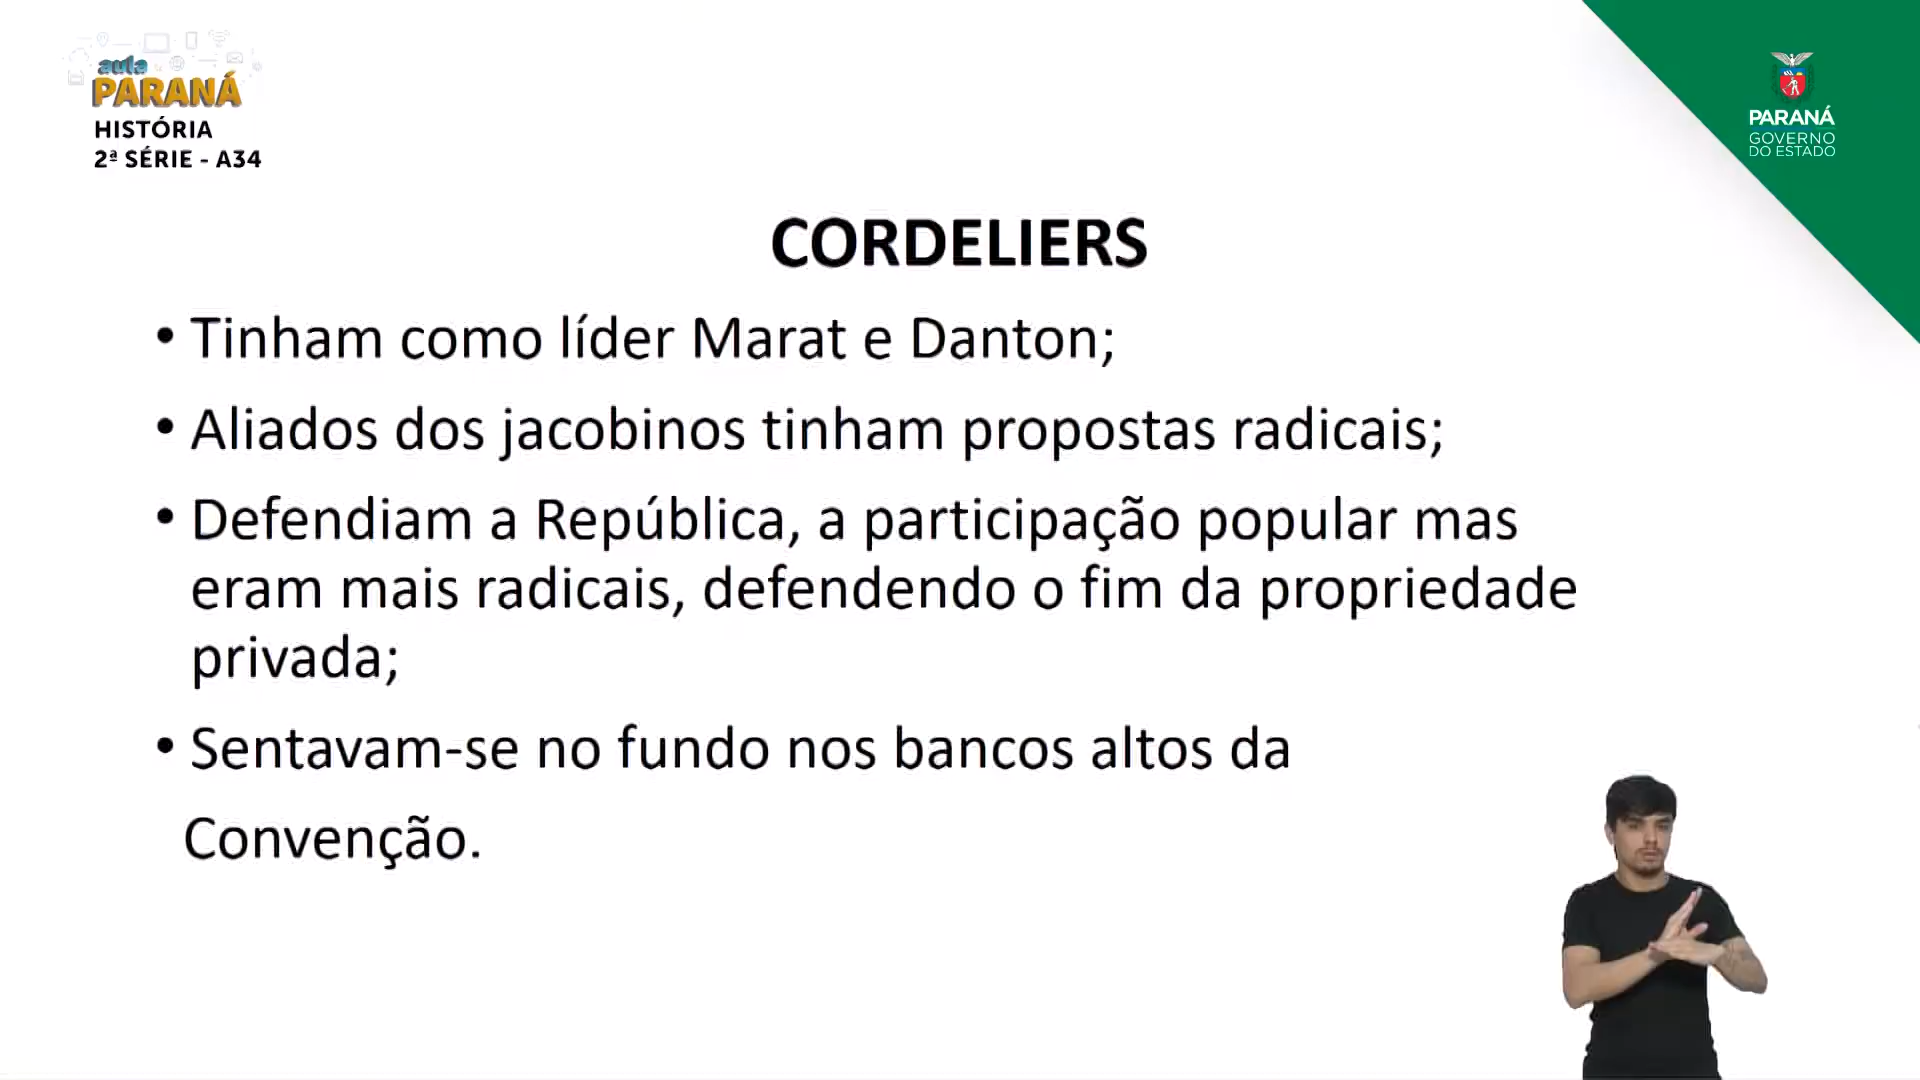 aula
PARANÁ
HISTÓRIA
2ª SÉRIE - A34
PARANÁ
GOVERNO
DO ESTADO
CORDELIERS
• Tinham como líder Marat e Danton;
• Aliados dos jacobinos tinham propostas radicais;
• Defendiam a República, a participação popular mas
eram mais radicais, defendendo o fim da propriedade
privada;
• Sentavam-se no fundo nos bancos altos da
Convenção.